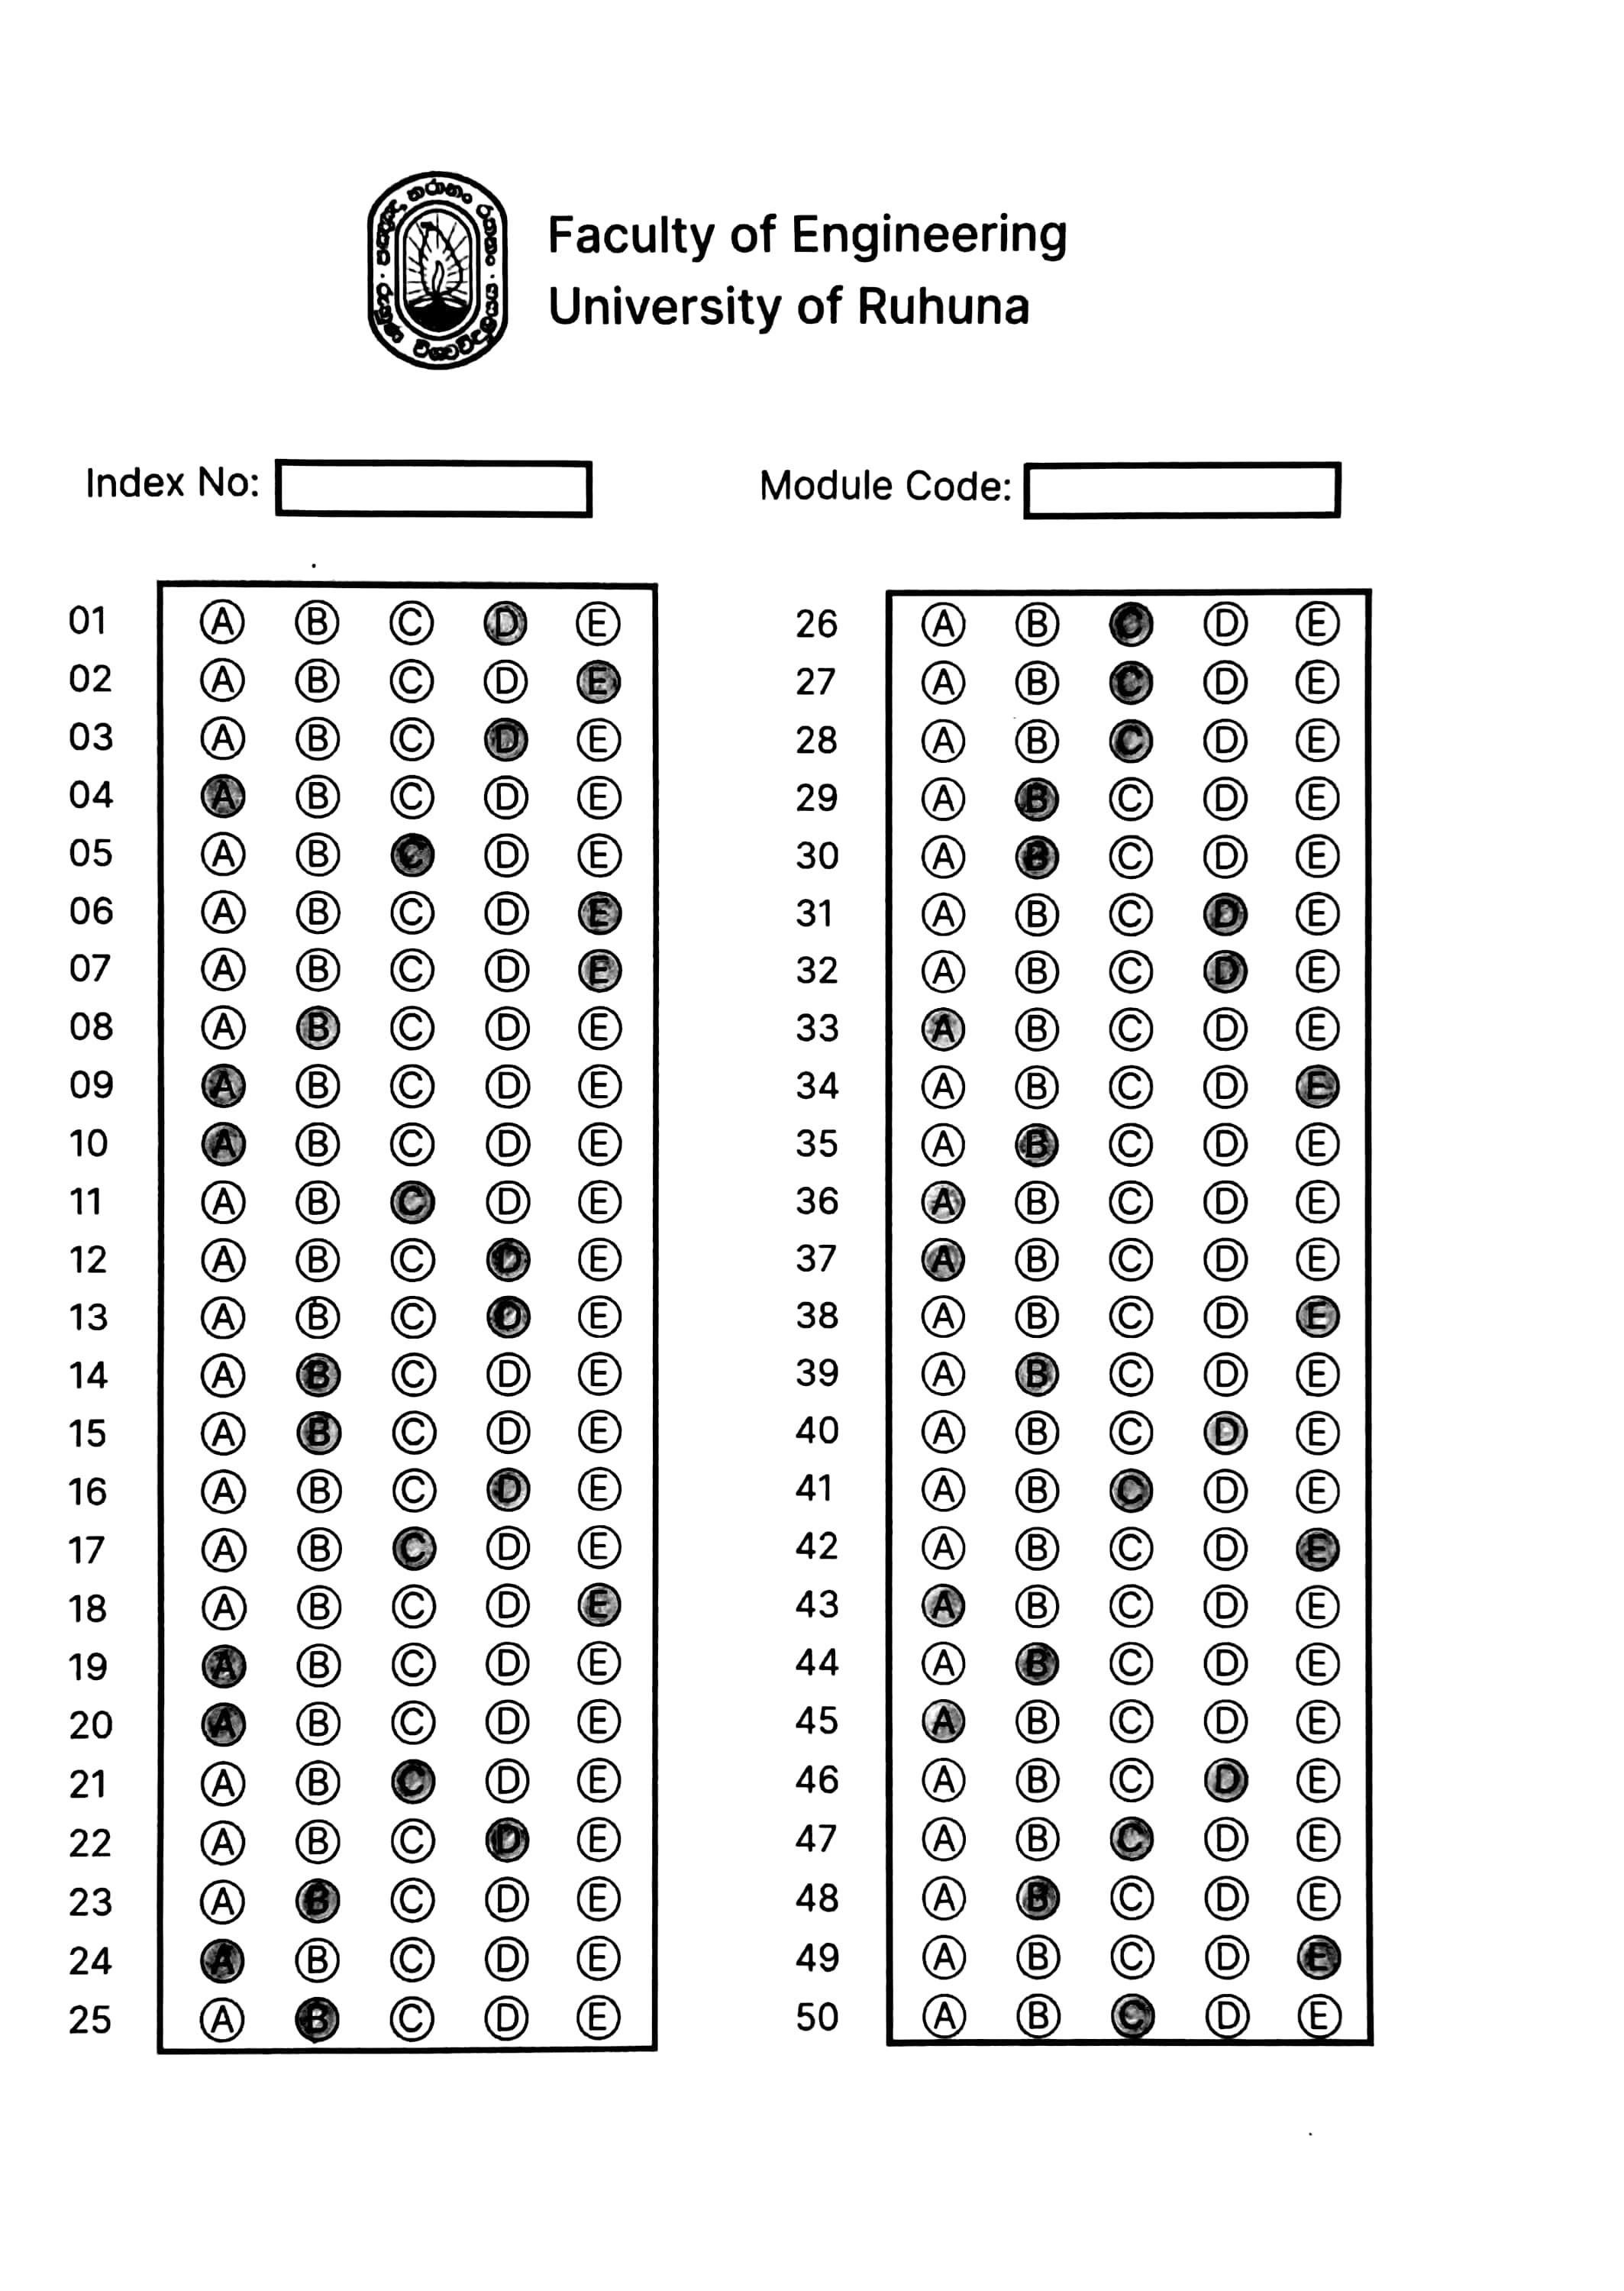 Faculty of Engineering
University of Ruhuna
Index No:
Module Code:
01 A B C D E
02 A B C D E
03 A B C D E
04 A B C D E
05 A B C D E
06 A B C D E
07 A B C D E
08 A B C D E
09 A B C D E
10 A B C D E
11 A B C D E
12 A B C D E
13 A B C D E
14 A B C D E
15 A B C D E
16 A B C D E
17 A B C D E
18 A B C D E
19 A B C D E
20 A B C D E
21 A B C D E
22 A B C D E
23 A B C D E
24 A B C D E
25 A B C D E
26 A B C D E
27 A B C D E
28 A B C D E
29 A B C D E
30 A B C D E
31 A B C D E
32 A B C D E
33 A B C D E
34 A B C D E
35 A B C D E
36 A B C D E
37 A B C D E
38 A B C D E
39 A B C D E
40 A B C D E
41 A B C D E
42 A B C D E
43 A B C D E
44 A B C D E
45 A B C D E
46 A B C D E
47 A B C D E
48 A B C D E
49 A B C D E
50 A B C D E